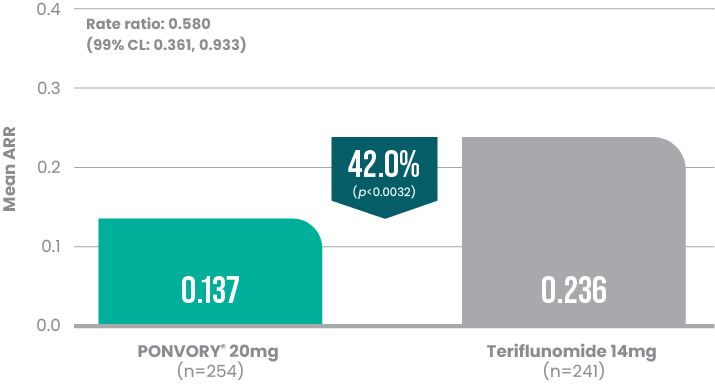 0.4
Rate ratio: 0.580
(99% CL: 0.361, 0.933)
0.3
Mean ARR
42.0%
(p<0.0032)
0.2
0.1
0.137
0.236
0.0
PONVORY® 20mg
(n=254)
Teriflunomide 14mg
(n=241)